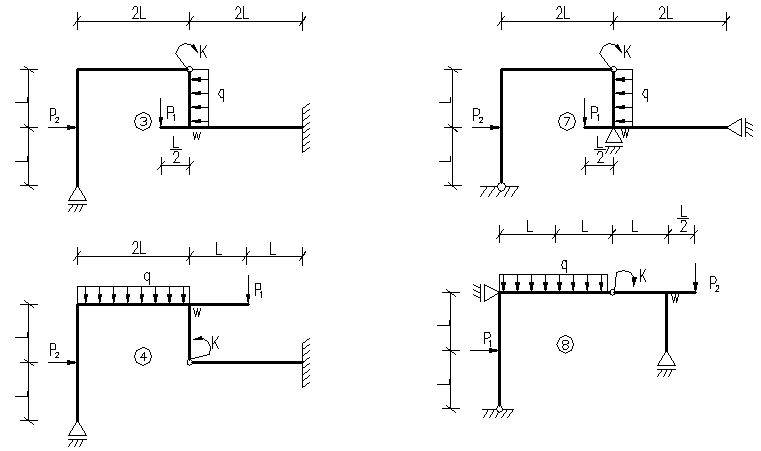 2L 2L 2L 2L
K K
L q L q
P₂ ③ P₁ P₂ ⑦ P₁
w w
L L/2 L L/2
2L L L L L L L/2
q P₁ q K P₂
w w
L L
P₂ ④ K P₁ ⑧
L L